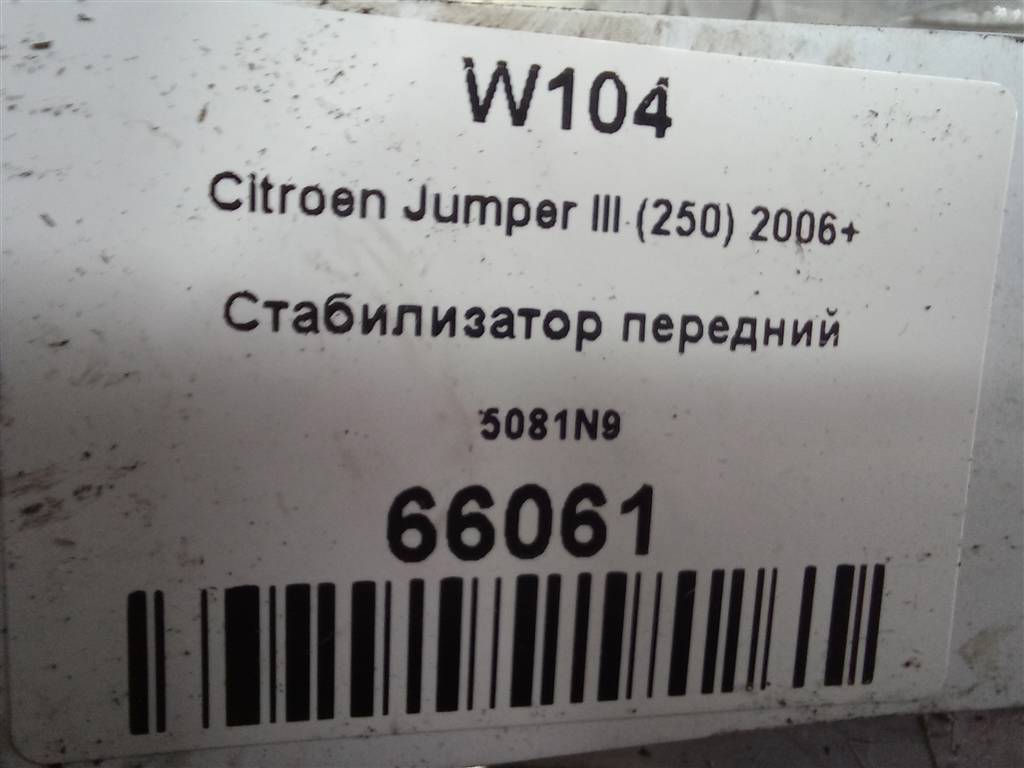 W104
Citroen Jumper III (250) 2006+
Стабилизатор передний
5081N9
66061